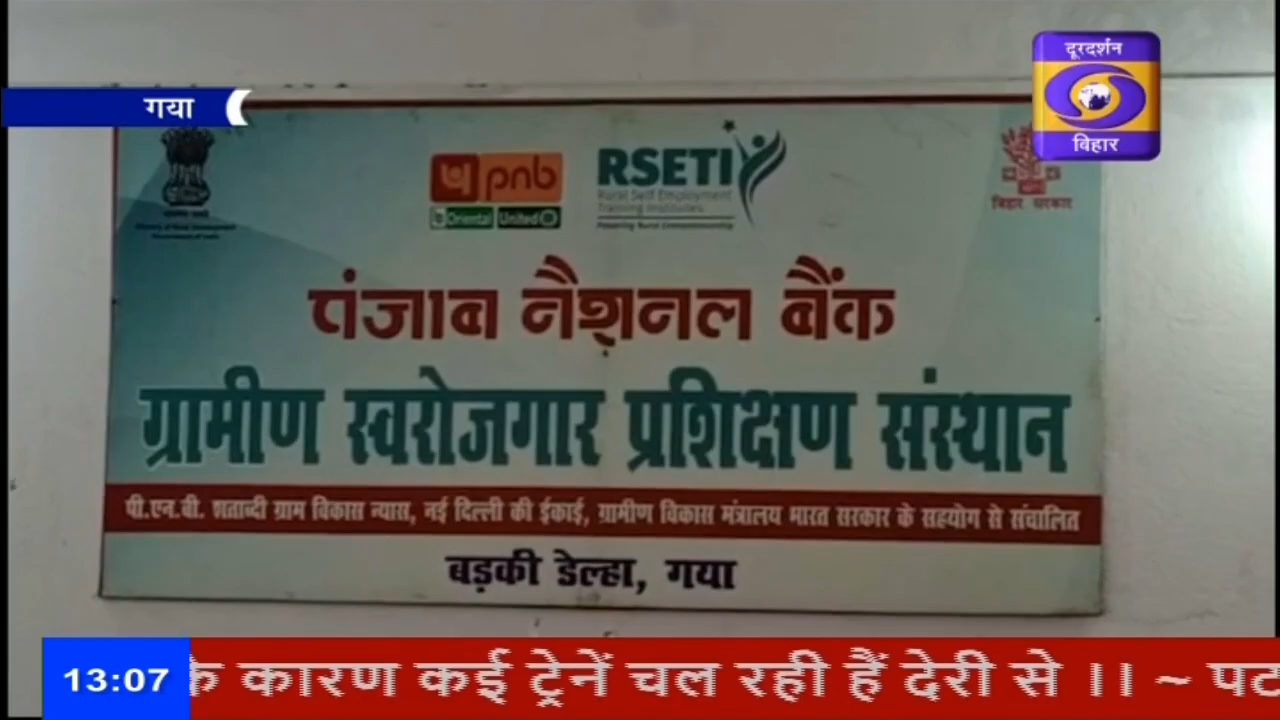 दूरदर्शन
बिहार
गया
pnb
Oriental United
RSETI
Rural Self Employment
Training Institutes
बिहार सरकार
पंजाब नैशनल बैंक
ग्रामीण स्वरोजगार प्रशिक्षण संस्थान
पी.एन.बी. शताब्दी ग्राम विकास न्यास, नई दिल्ली की ईकाई, ग्रामीण विकास मंत्रालय भारत सरकार के सहयोग से संचालित
बड़की डेल्हा, गया
13:07 के कारण कई ट्रेनें चल रही हैं देरी से ।। ~ पट